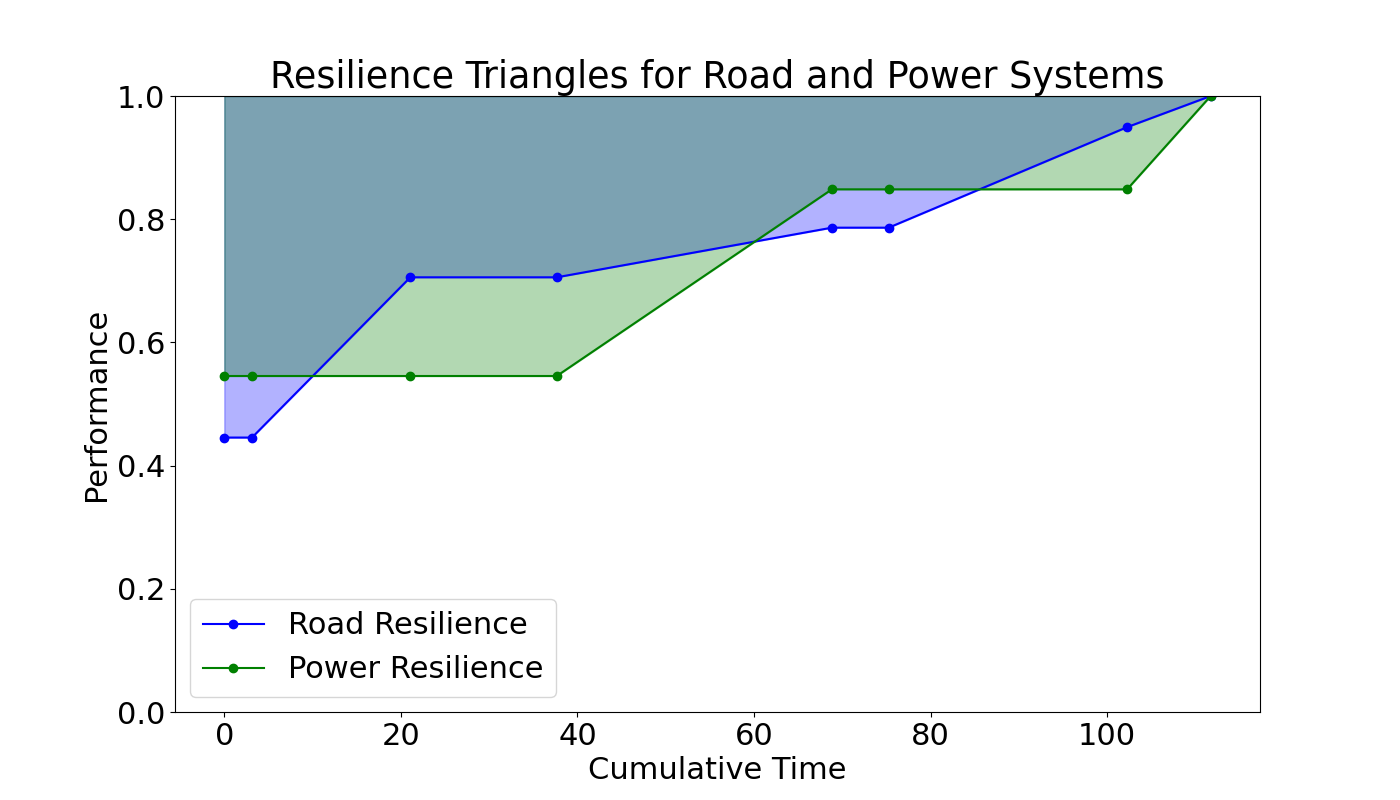 Resilience Triangles for Road and Power Systems
1.0
0.8
0.6
0.4
0.2
0.0
Performance
Road Resilience
Power Resilience
0 20 40 60 80 100
Cumulative Time